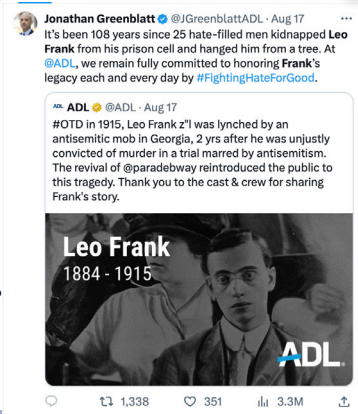 Jonathan Greenblatt @JGreenblattADL · Aug 17 ...
It's been 108 years since 25 hate-filled men kidnapped Leo
Frank from his prison cell and hanged him from a tree. At
@ADL, we remain fully committed to honoring Frank's
legacy each and every day by #FightingHateForGood.
ADL ADL @ADL · Aug 17
#OTD in 1915, Leo Frank z"l was lynched by an
antisemitic mob in Georgia, 2 yrs after he was unjustly
convicted of murder in a trial marred by antisemitism.
The revival of @paradebway reintroduced the public to
this tragedy. Thank you to the cast & crew for sharing
Frank's story.
Leo Frank
1884 - 1915
ADL
1,338 351 3.3M